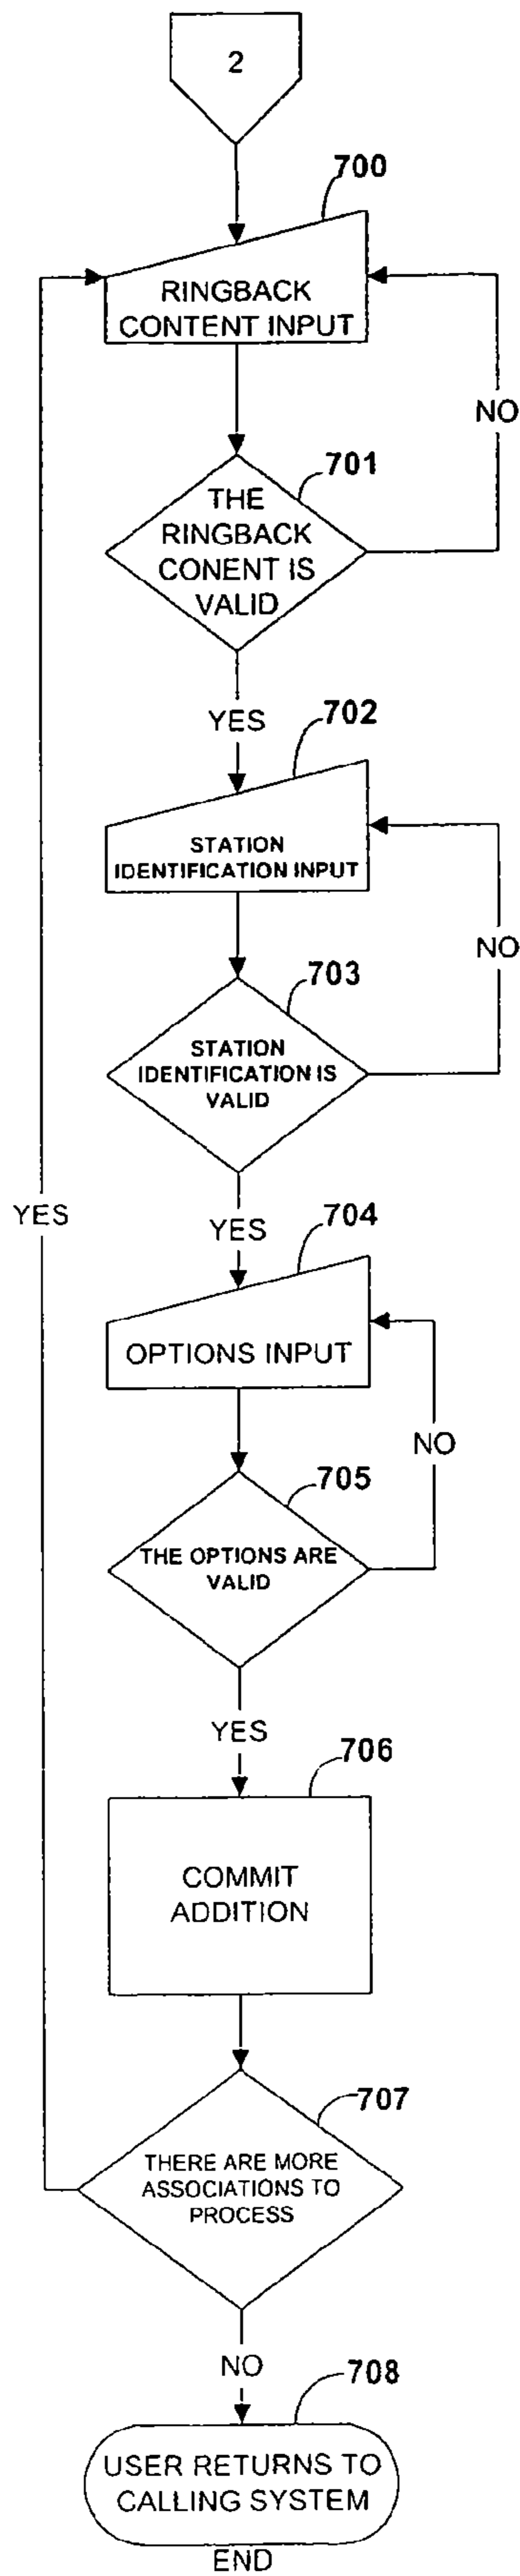 2
700
RINGBACK
CONTENT INPUT
NO
701
THE
RINGBACK
CONENT IS
VALID
YES
702
STATION
IDENTIFICATION INPUT
NO
703
STATION
IDENTIFICATION IS
VALID
YES
YES
704
OPTIONS INPUT
NO
705
THE OPTIONS ARE
VALID
YES
706
COMMIT
ADDITION
707
THERE ARE MORE
ASSOCIATIONS TO
PROCESS
NO
708
USER RETURNS TO
CALLING SYSTEM
END